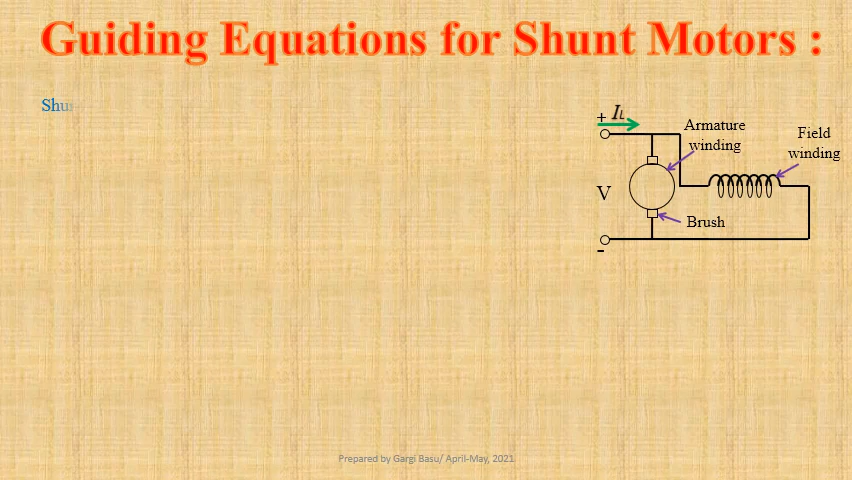 Guiding Equations for Shunt Motors :
+ IL
Armature
winding
Field
winding
V
Brush
-
Prepared by Gargi Basu/ April-May, 2021.